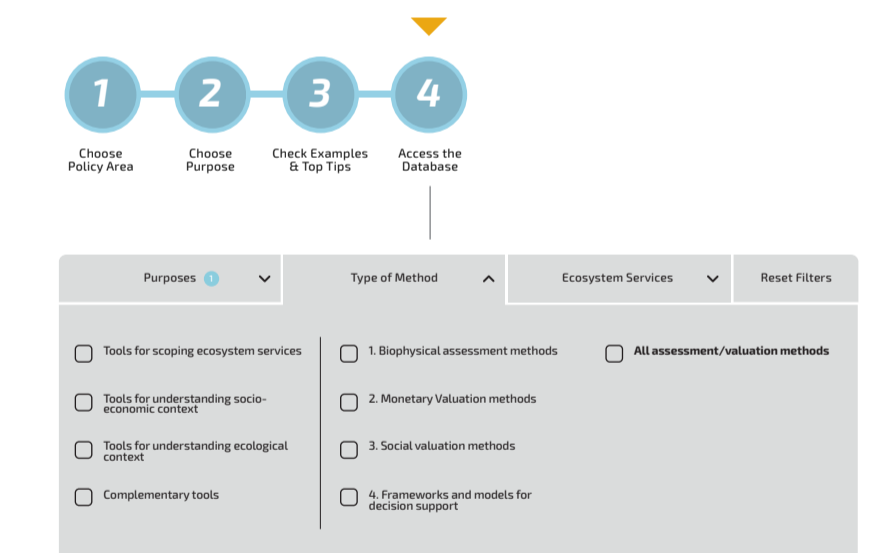 1
2
3
4
Choose
Policy Area
Choose
Purpose
Check Examples
& Top Tips
Access the
Database
Purposes 1
Type of Method
Ecosystem Services
Reset Filters
Tools for scoping ecosystem services
Tools for understanding socio-
economic context
Tools for understanding ecological
context
Complementary tools
1. Biophysical assessment methods
2. Monetary Valuation methods
3. Social valuation methods
4. Frameworks and models for
decision support
All assessment/valuation methods